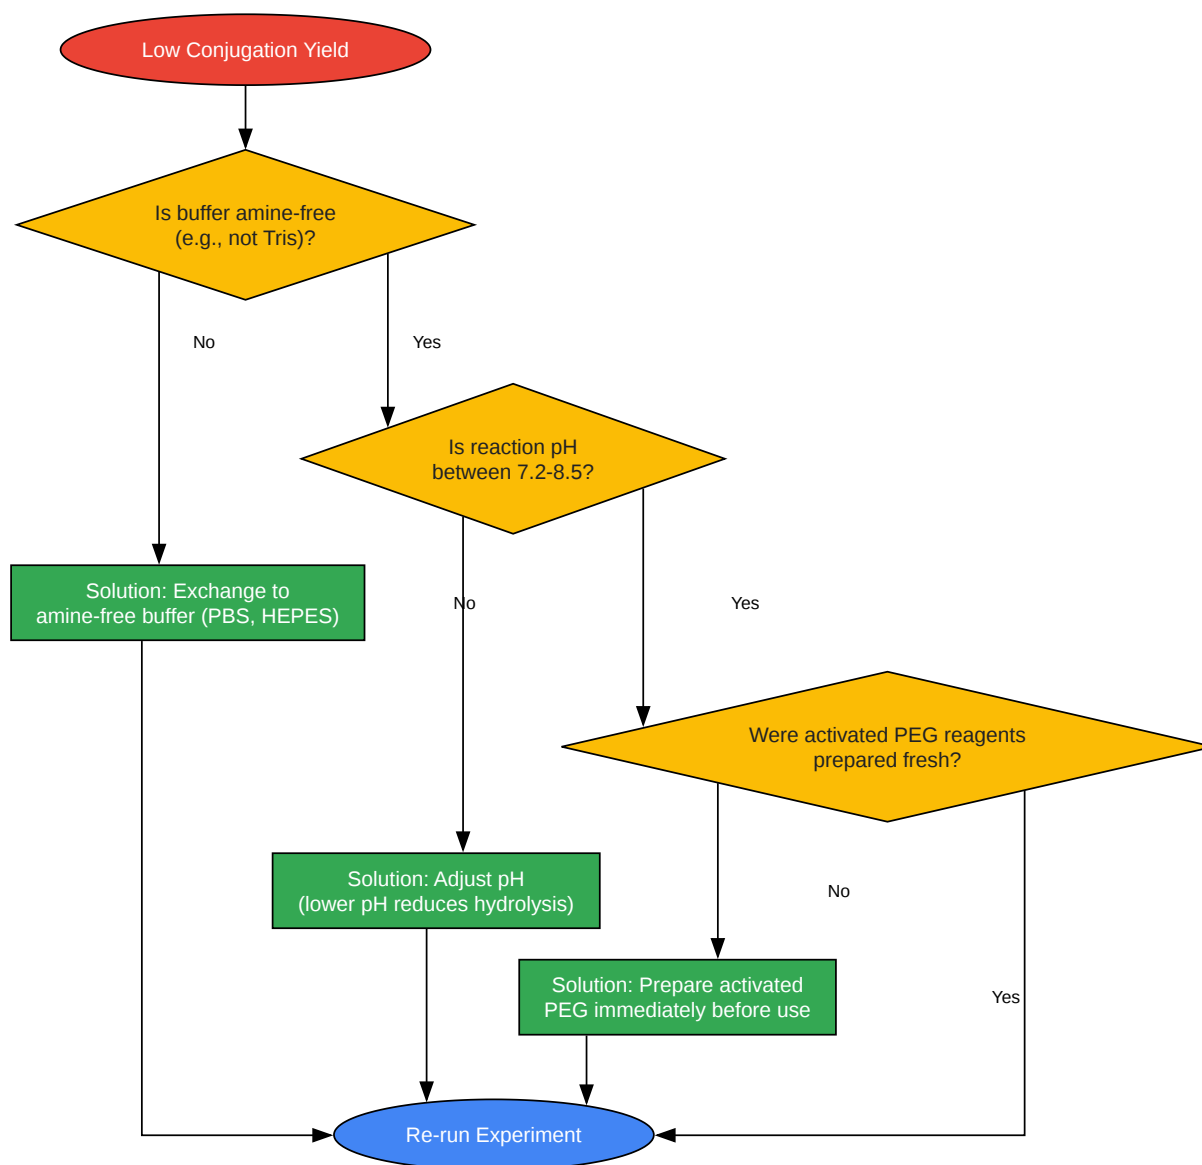 Low Conjugation Yield
Is buffer amine-free
(e.g., not Tris)?
No
Yes
Is reaction pH
between 7.2-8.5?
Solution: Exchange to
amine-free buffer (PBS, HEPES)
No
Yes
Were activated PEG reagents
prepared fresh?
Solution: Adjust pH
(lower pH reduces hydrolysis)
No
Solution: Prepare activated
PEG immediately before use
Yes
Re-run Experiment